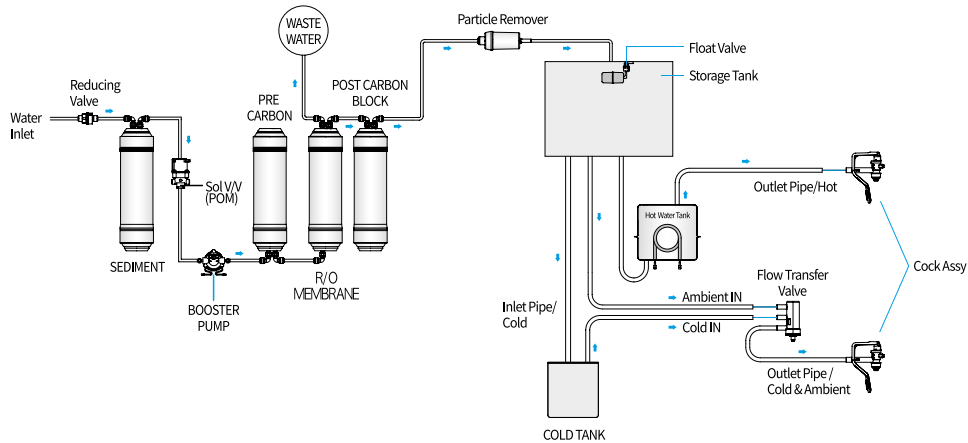 WASTE
WATER
Particle Remover
Float Valve
Storage Tank
Reducing
Valve
PRE
CARBON
POST CARBON
BLOCK
Water
Inlet
Sol V/V
(POM)
SEDIMENT
BOOSTER
PUMP
R/O
MEMBRANE
Hot Water Tank
Outlet Pipe/Hot
Cock Assy
Flow Transfer
Valve
Inlet Pipe/
Cold
Ambient IN
Cold IN
Outlet Pipe /
Cold & Ambient
COLD TANK